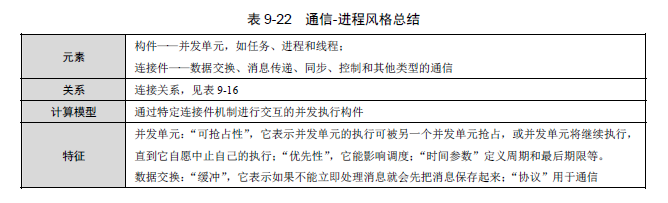 表 9-22 通信-进程风格总结
元素
构件——并发单元，如任务、进程和线程；
连接件——数据交换、消息传递、同步、控制和其他类型的通信
关系
连接关系，见表 9-16
计算模型
通过特定连接件机制进行交互的并发执行构件
特征
并发单元：“可抢占性”，它表示并发单元的执行可被另一个并发单元抢占，或并发单元将继续执行，
直到它自愿中止自己的执行；“优先性”，它能影响调度；“时间参数”定义周期和最后期限等。
数据交换：“缓冲”，它表示如果不能立即处理消息就会先把消息保存起来；“协议”用于通信